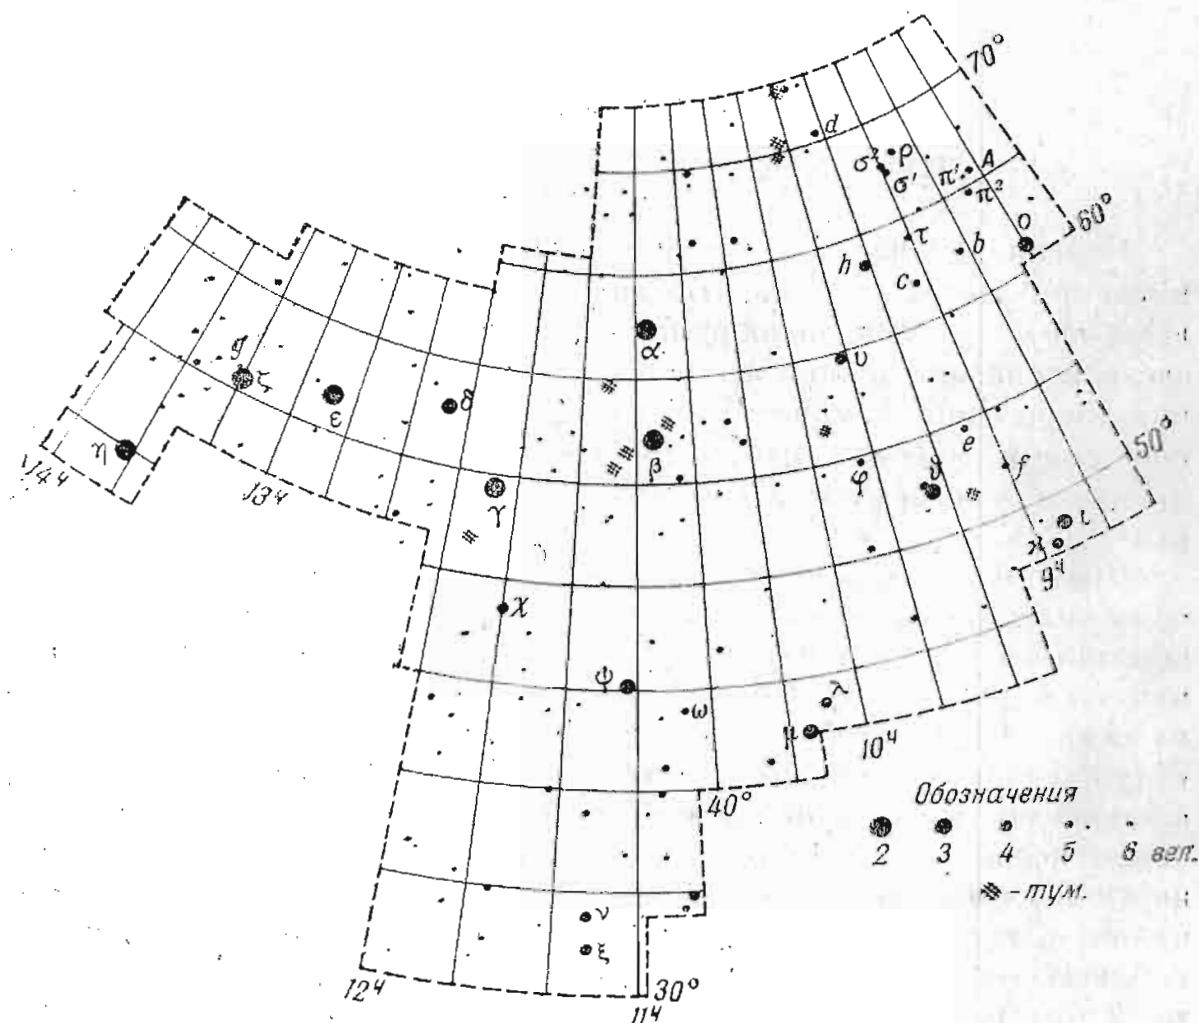 70°
d
σ² ρ A
σ' π'
π²
60°
o
τ b
h c
α υ
g ζ
ε δ
50°
η β e
14ч
13ч φ ϑ f
γ ι
ϰ
9ч
χ
ψ ω λ
μ
10ч
40°
Обозначения
2 3 4 5 6 вел.
- тум.
ν
ξ
12ч 30°
11ч